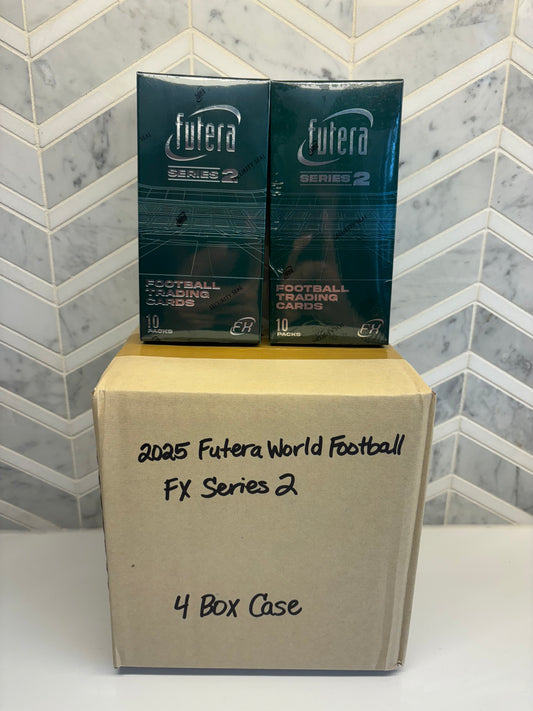 futera
SERIES 2
FOOTBALL
TRADING
CARDS
10
PACKS
FX
futera
SERIES 2
FOOTBALL
TRADING
CARDS
10
PACKS
FX
2025 Futera World Football
FX Series 2
4 Box Case